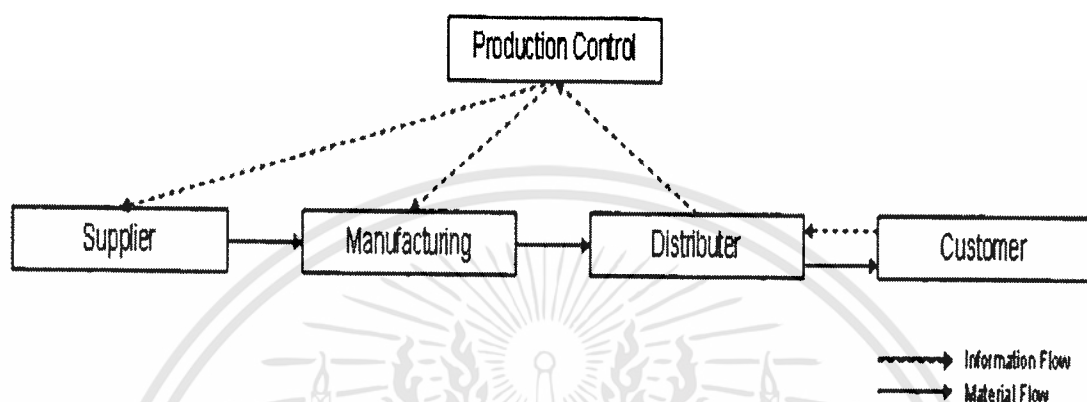 Production Control
Supplier
Manufacturing
Distributer
Customer
Information Flow
Material Flow